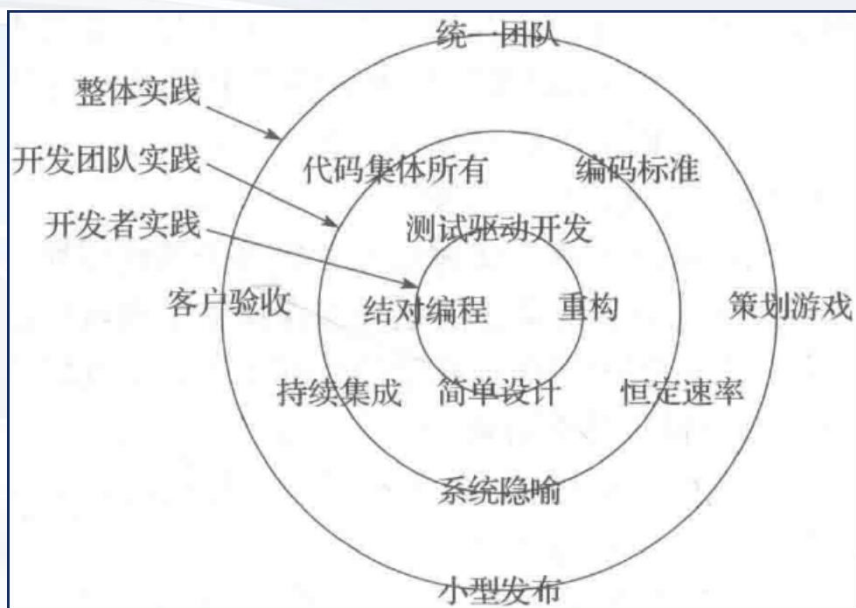 统一团队
整体实践
开发团队实践
代码集体所有
编码标准
开发者实践
测试驱动开发
客户验收
结对编程
重构
策划游戏
持续集成
简单设计
恒定速率
系统隐喻
小型发布